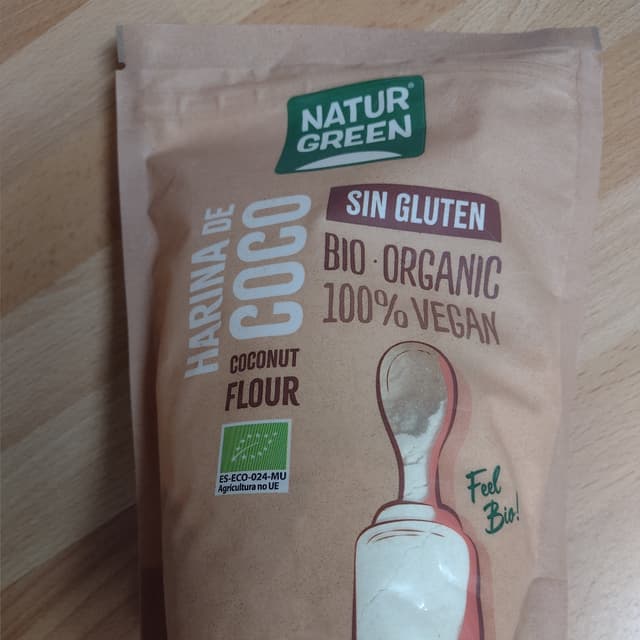 NATUR
GREEN
SIN GLUTEN
HARINA DE
COCO
BIO · ORGANIC
100% VEGAN
COCONUT
FLOUR
ES-ECO-024-MU
Agricultura no UE
Feel
Bio!